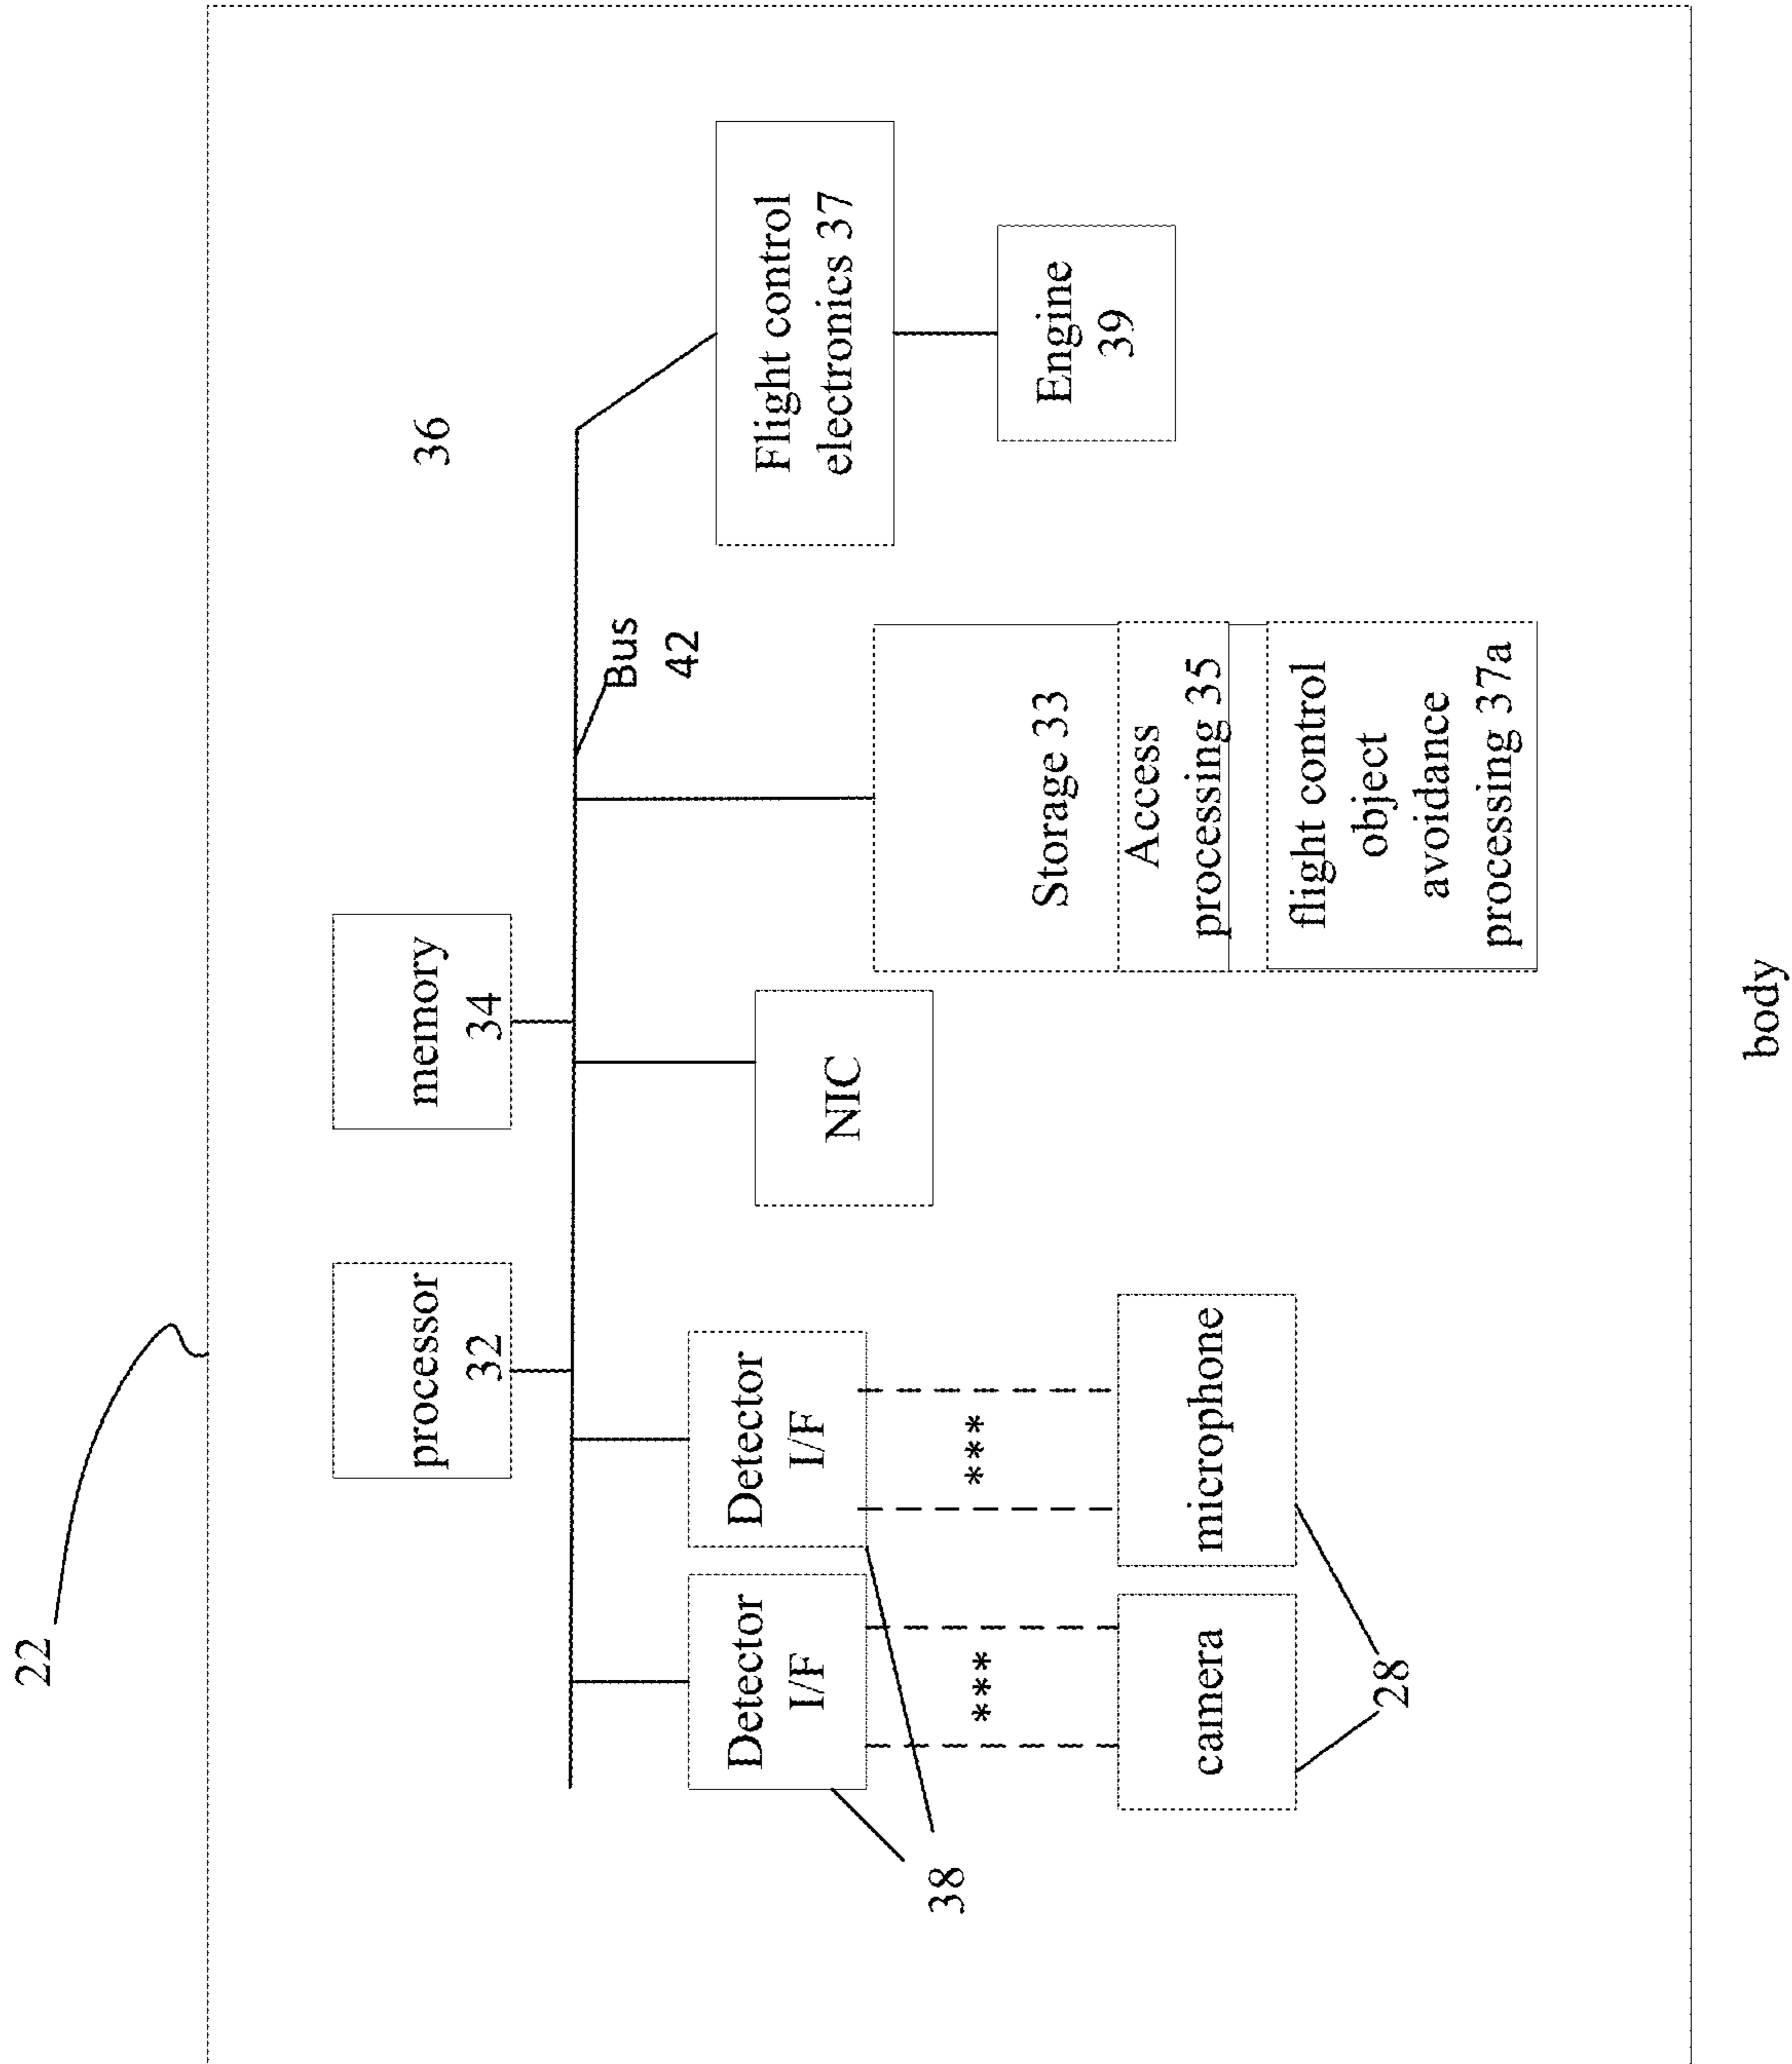 22
processor
32
memory
34
36
Bus
42
Detector
I/F
Detector
I/F
38
***
***
camera
microphone
28
NIC
Storage 33
Access
processing 35
flight control
object
avoidance
processing 37a
Flight control
electronics 37
Engine
39
body